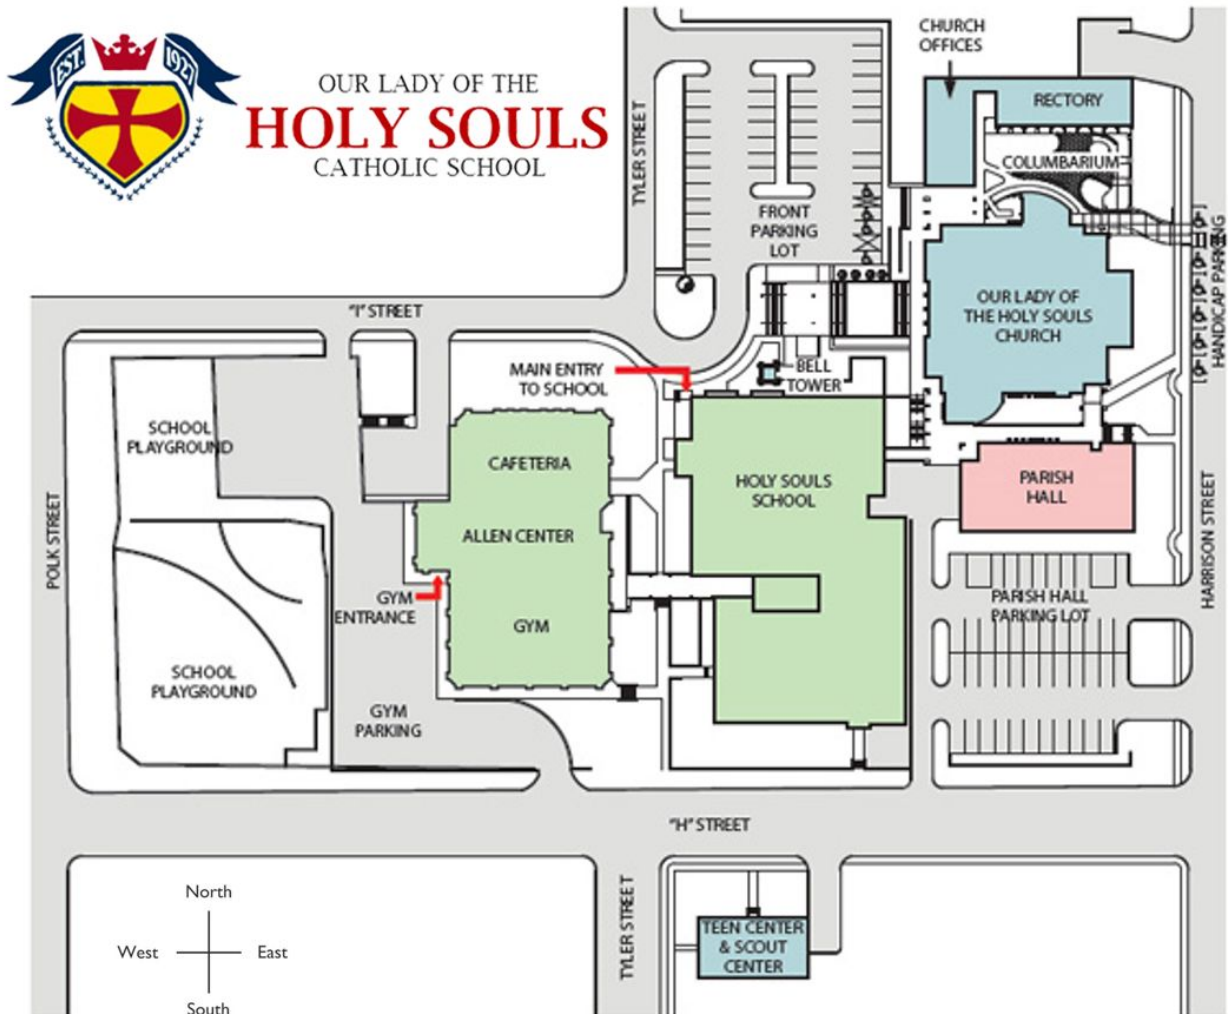 EST. 1927
OUR LADY OF THE
HOLY SOULS
CATHOLIC SCHOOL
TYLER STREET
CHURCH
OFFICES
RECTORY
COLUMBARIUM
FRONT
PARKING
LOT
HANDICAP PARKING
OUR LADY OF
THE HOLY SOULS
CHURCH
"I" STREET
MAIN ENTRY
TO SCHOOL
BELL
TOWER
SCHOOL
PLAYGROUND
CAFETERIA
ALLEN CENTER
GYM
HOLY SOULS
SCHOOL
PARISH
HALL
POLK STREET
HARRISON STREET
GYM
ENTRANCE
PARISH HALL
PARKING LOT
SCHOOL
PLAYGROUND
GYM
PARKING
"H" STREET
TYLER STREET
TEEN CENTER
& SCOUT
CENTER
North
West East
South